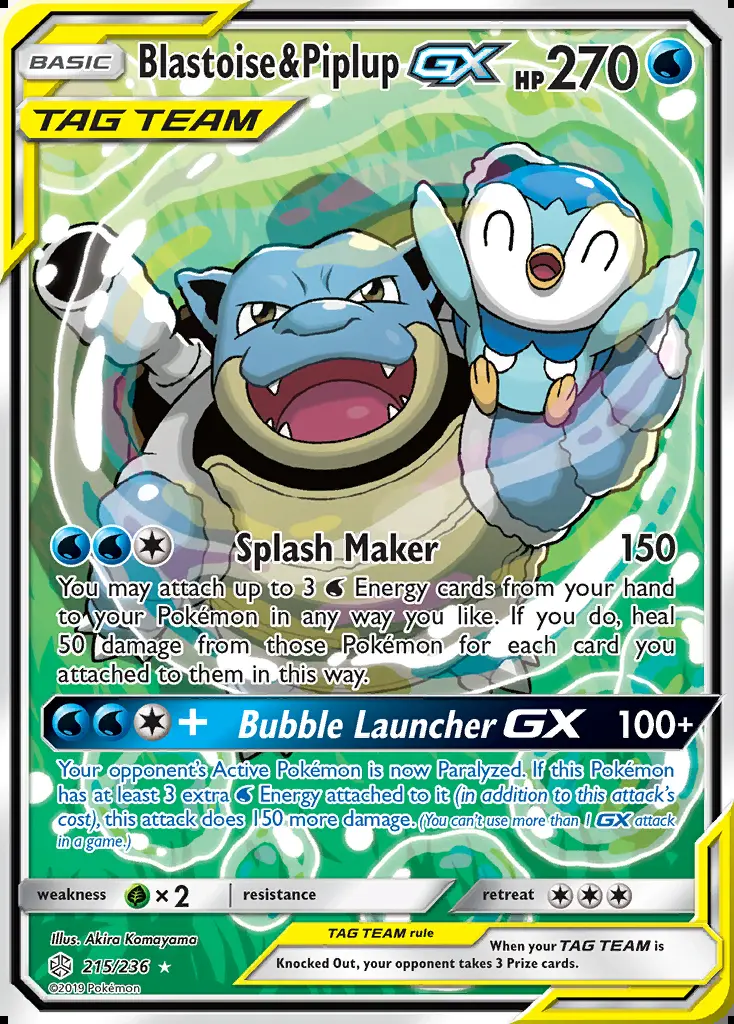 BASIC Blastoise&Piplup GX HP270
TAG TEAM
Splash Maker 150
You may attach up to 3 Energy cards from your hand
to your Pokémon in any way you like. If you do, heal
50 damage from those Pokémon for each card you
attached to them in this way.
+ Bubble Launcher GX 100+
Your opponent's Active Pokémon is now Paralyzed. If this Pokémon
has at least 3 extra Energy attached to it (in addition to this attack's
cost), this attack does 150 more damage. (You can't use more than 1 GX attack
in a game.)
weakness ×2 resistance retreat
Illus. Akira Komayama
215/236
©2019 Pokémon
TAG TEAM rule
When your TAG TEAM is
Knocked Out, your opponent takes 3 Prize cards.